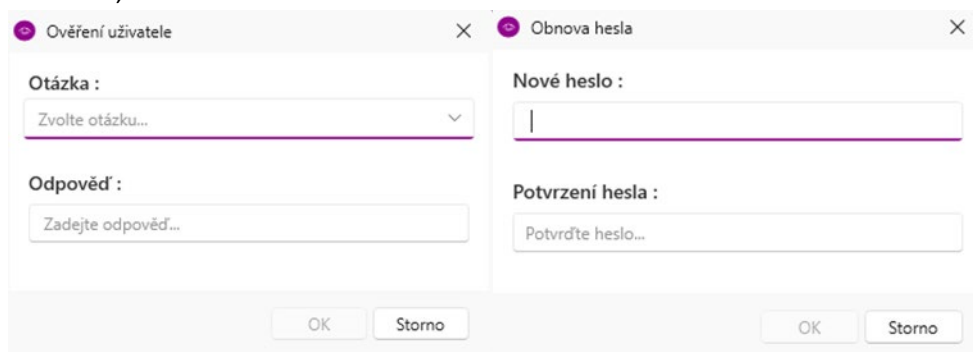 Ověření uživatele
Otázka :
Zvolte otázku...
Odpověď :
Zadejte odpověď...
OK Storno
Obnova hesla
Nové heslo :
Potvrzení hesla :
Potvrďte heslo...
OK Storno